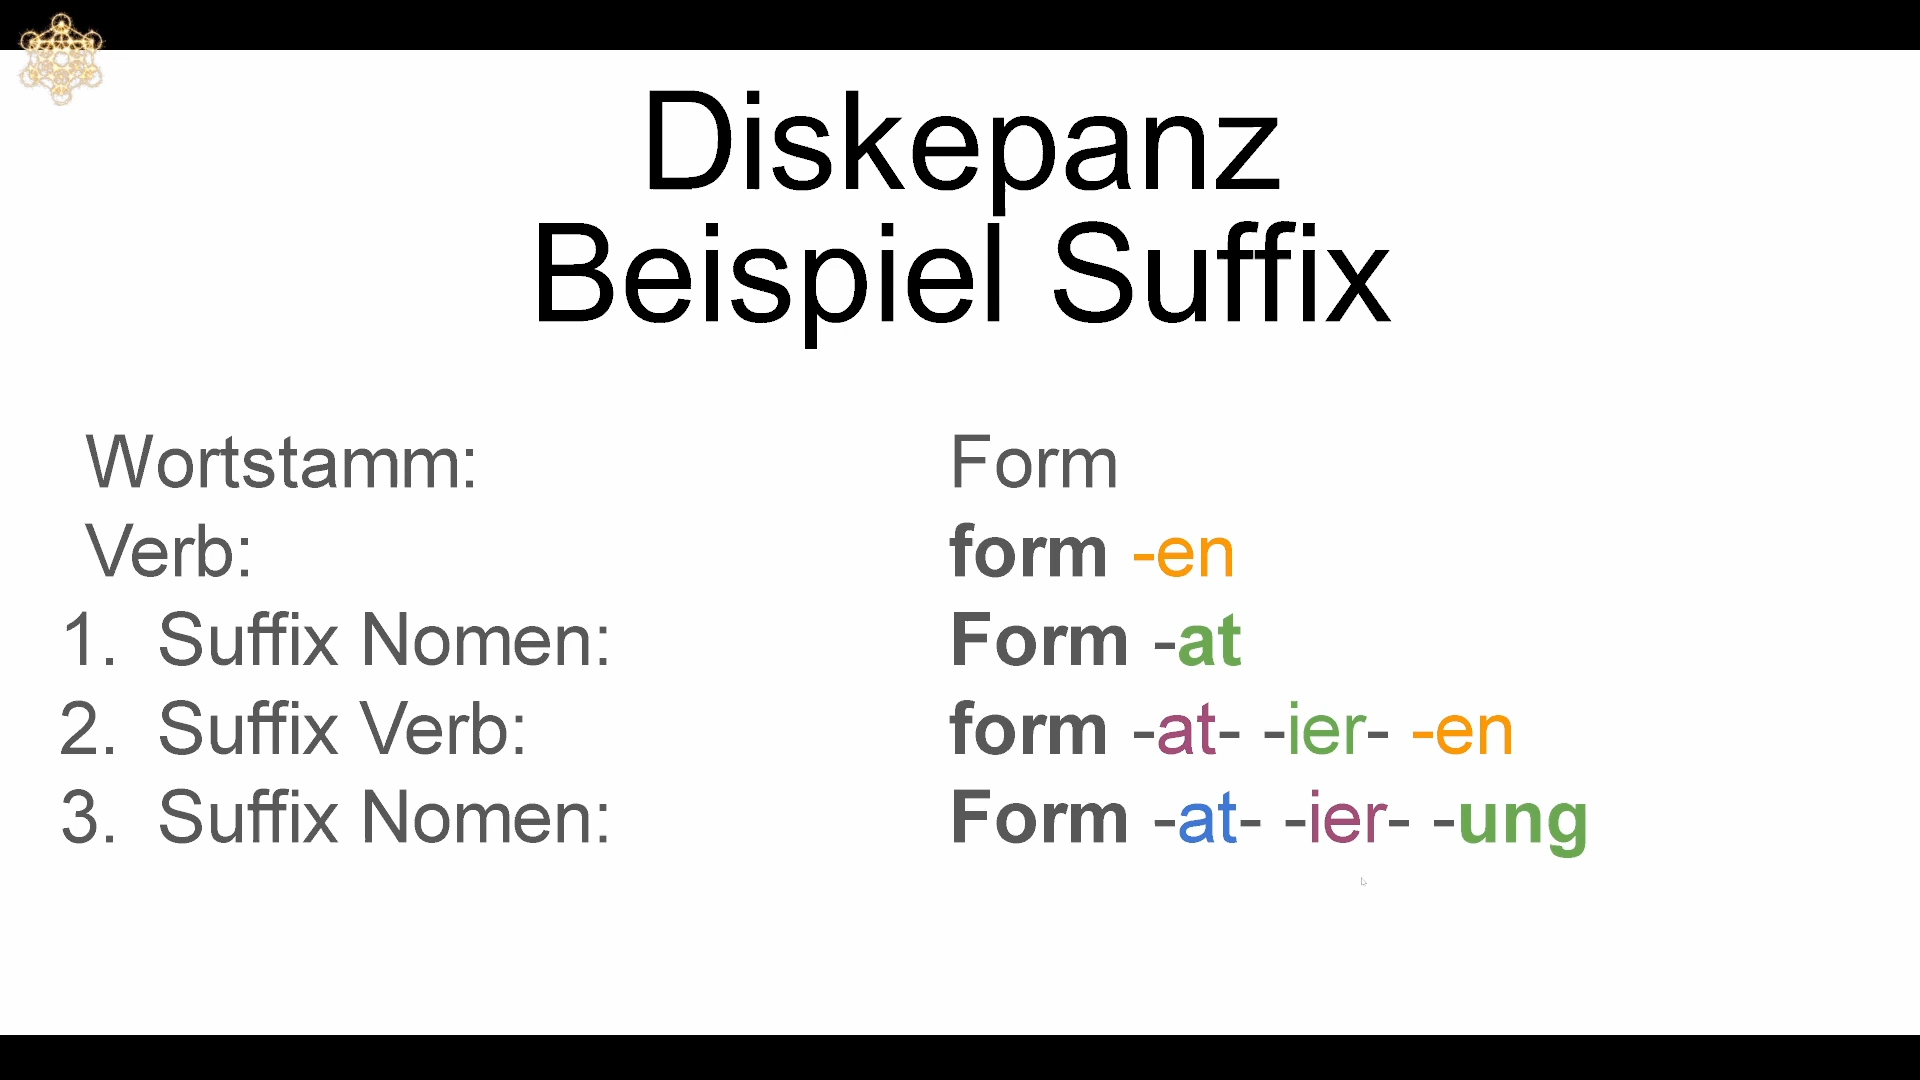 Diskepanz
Beispiel Suffix
Wortstamm: Form
Verb: form -en
1. Suffix Nomen: Form -at
2. Suffix Verb: form -at- -ier- -en
3. Suffix Nomen: Form -at- -ier- -ung